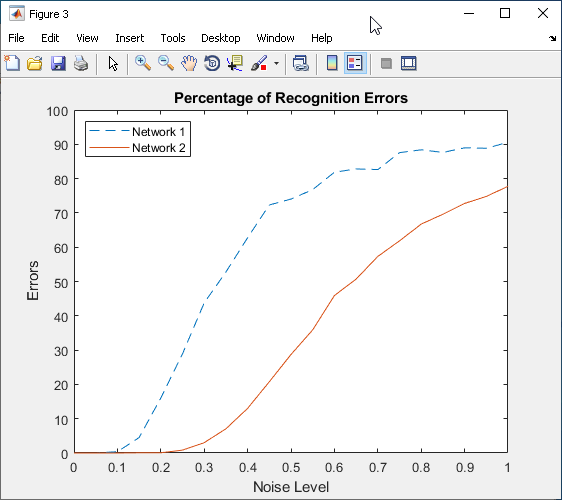 Figure 3
File Edit View Insert Tools Desktop Window Help
Percentage of Recognition Errors
Network 1
Network 2
Errors
100
90
80
70
60
50
40
30
20
10
0
0 0.1 0.2 0.3 0.4 0.5 0.6 0.7 0.8 0.9 1
Noise Level